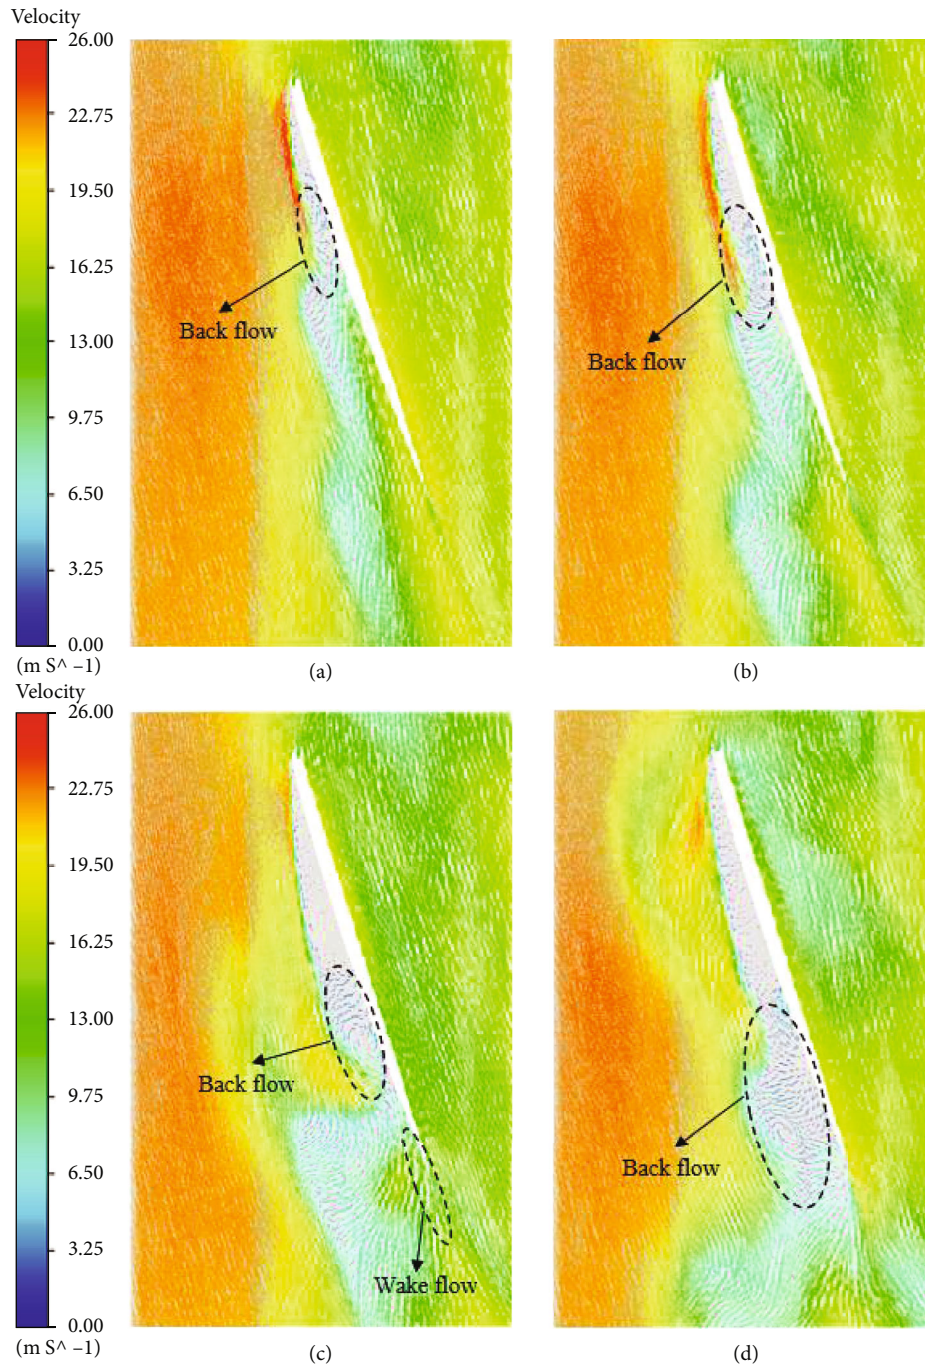 Velocity
26.00
22.75
19.50
16.25
13.00
9.75
6.50
3.25
0.00
(m S^ –1)
Back flow
(a)
Back flow
(b)
Velocity
26.00
22.75
19.50
16.25
13.00
9.75
6.50
3.25
0.00
(m S^ –1)
Back flow
Wake flow
(c)
Back flow
(d)